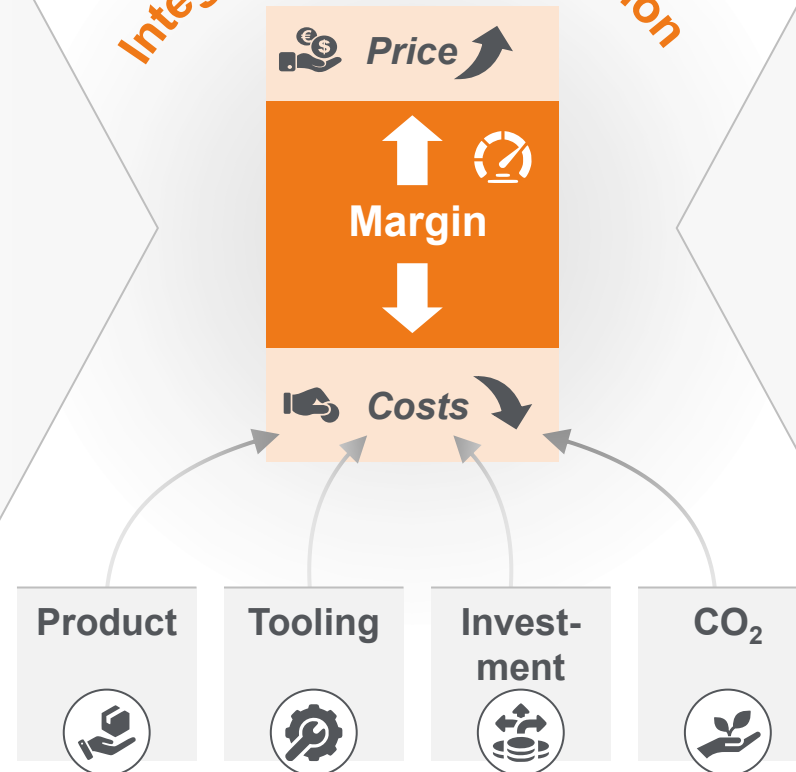 Price
Margin
Costs
Product
Tooling
Invest-
ment
CO₂